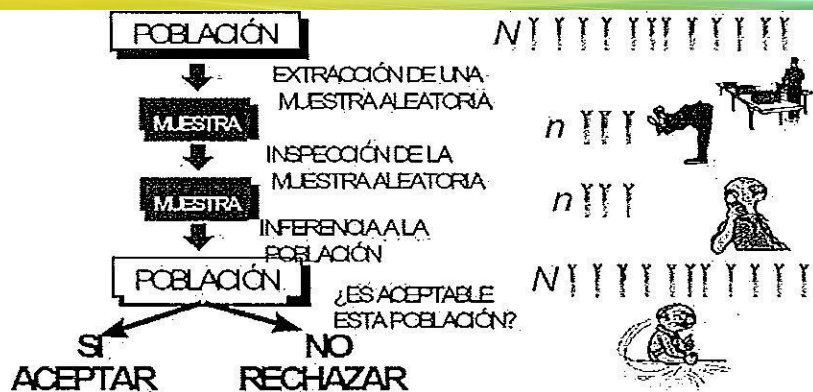 POBLACIÓN
N
EXTRACCIÓN DE UNA
MUESTRA ALEATORIA
MUESTRA
n
INSPECCIÓN DE LA
MUESTRA ALEATORIA
MUESTRA
n
INFERENCIA A LA
POBLACIÓN
POBLACIÓN
N
¿ES ACEPTABLE
ESTA POBLACIÓN?
SI
ACEPTAR
NO
RECHAZAR